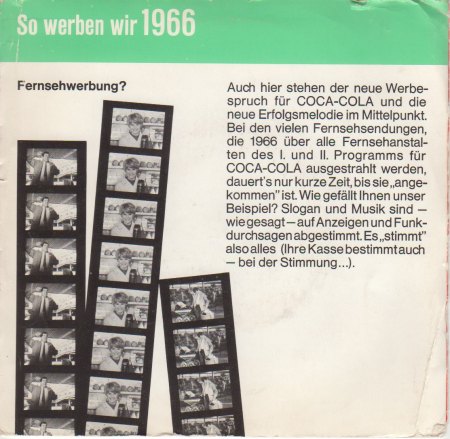 So werben wir 1966
Fernsehwerbung?
Auch hier stehen der neue Werbe-
spruch für COCA-COLA und die
neue Erfolgsmelodie im Mittelpunkt.
Bei den vielen Fernsehsendungen,
die 1966 über alle Fernsehanstal-
ten des I. und II. Programms für
COCA-COLA ausgestrahlt werden,
dauert's nur kurze Zeit, bis sie „ange-
kommen" ist. Wie gefällt Ihnen unser
Beispiel? Slogan und Musik sind –
wie gesagt – auf Anzeigen und Funk-
durchsagen abgestimmt. Es „stimmt"
also alles (Ihre Kasse bestimmt auch
– bei der Stimmung...).